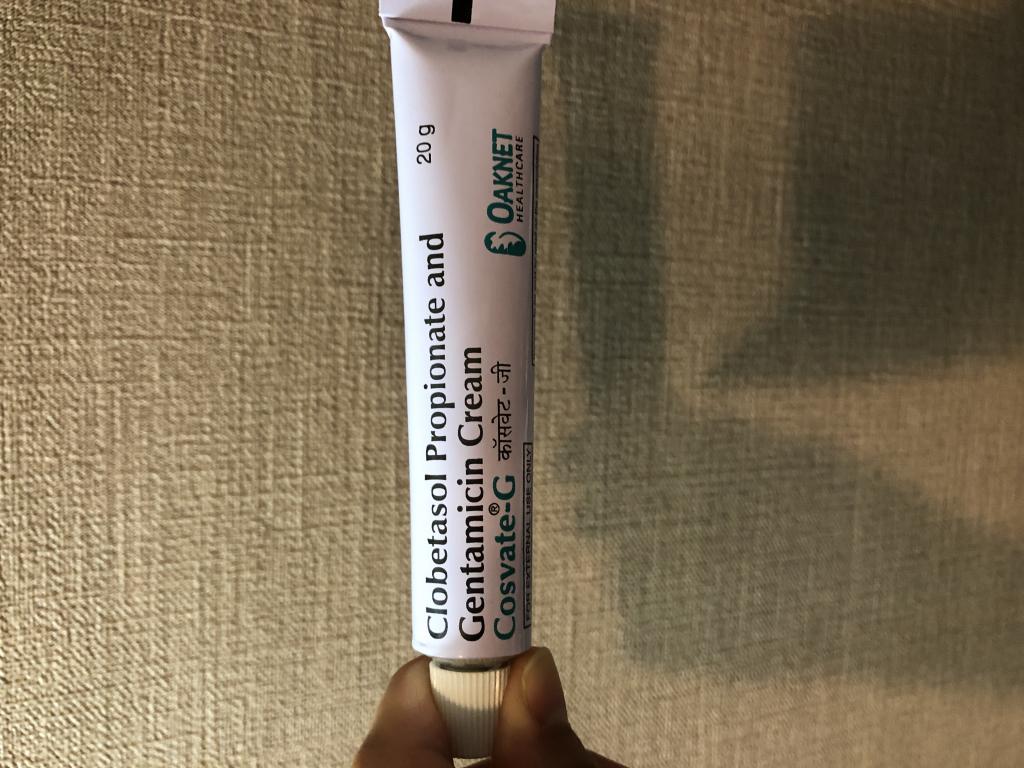 Clobetasol Propionate and
Gentamicin Cream
20 g
Cosvate-G® कॉसवेट - जी
OAKNET
HEALTHCARE
FOR EXTERNAL USE ONLY